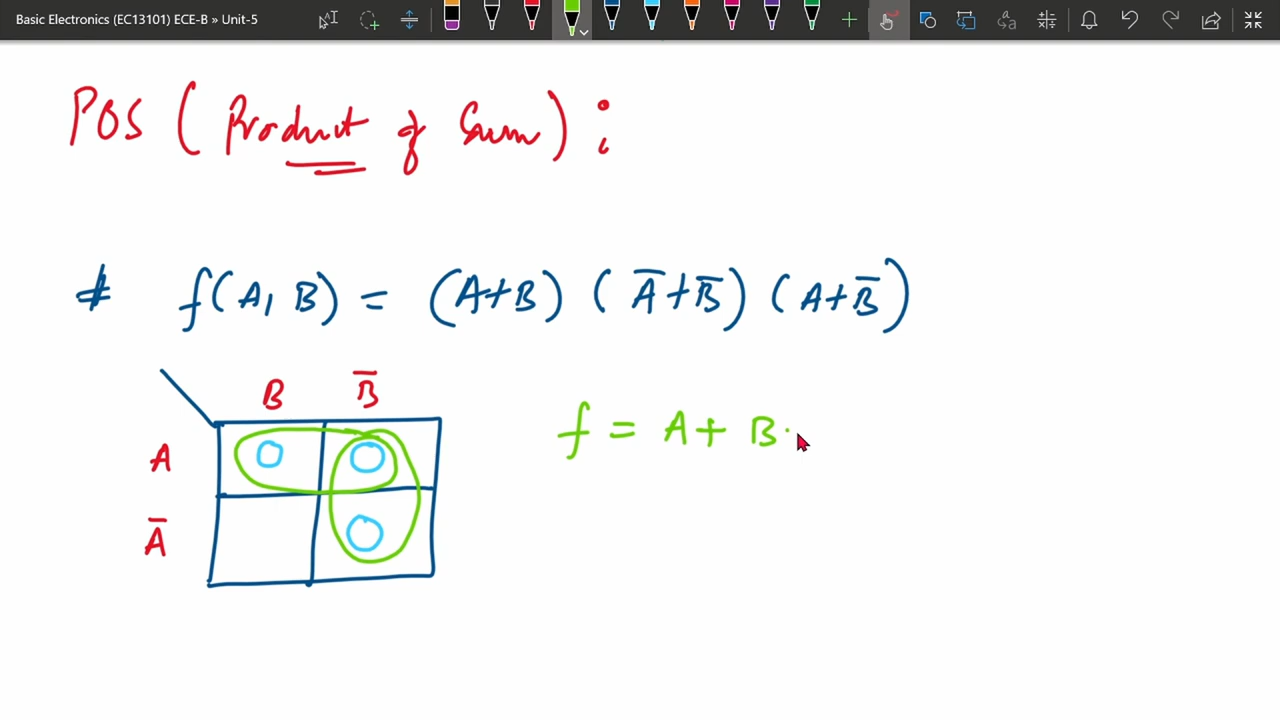 Basic Electronics (EC13101) ECE-B » Unit-5
POS ( Product of Sum ) :
# f(A, B) = (A+B) ( A̅+B̅ ) ( A+B̅ )
B B̅
A
A̅
f = A + B.